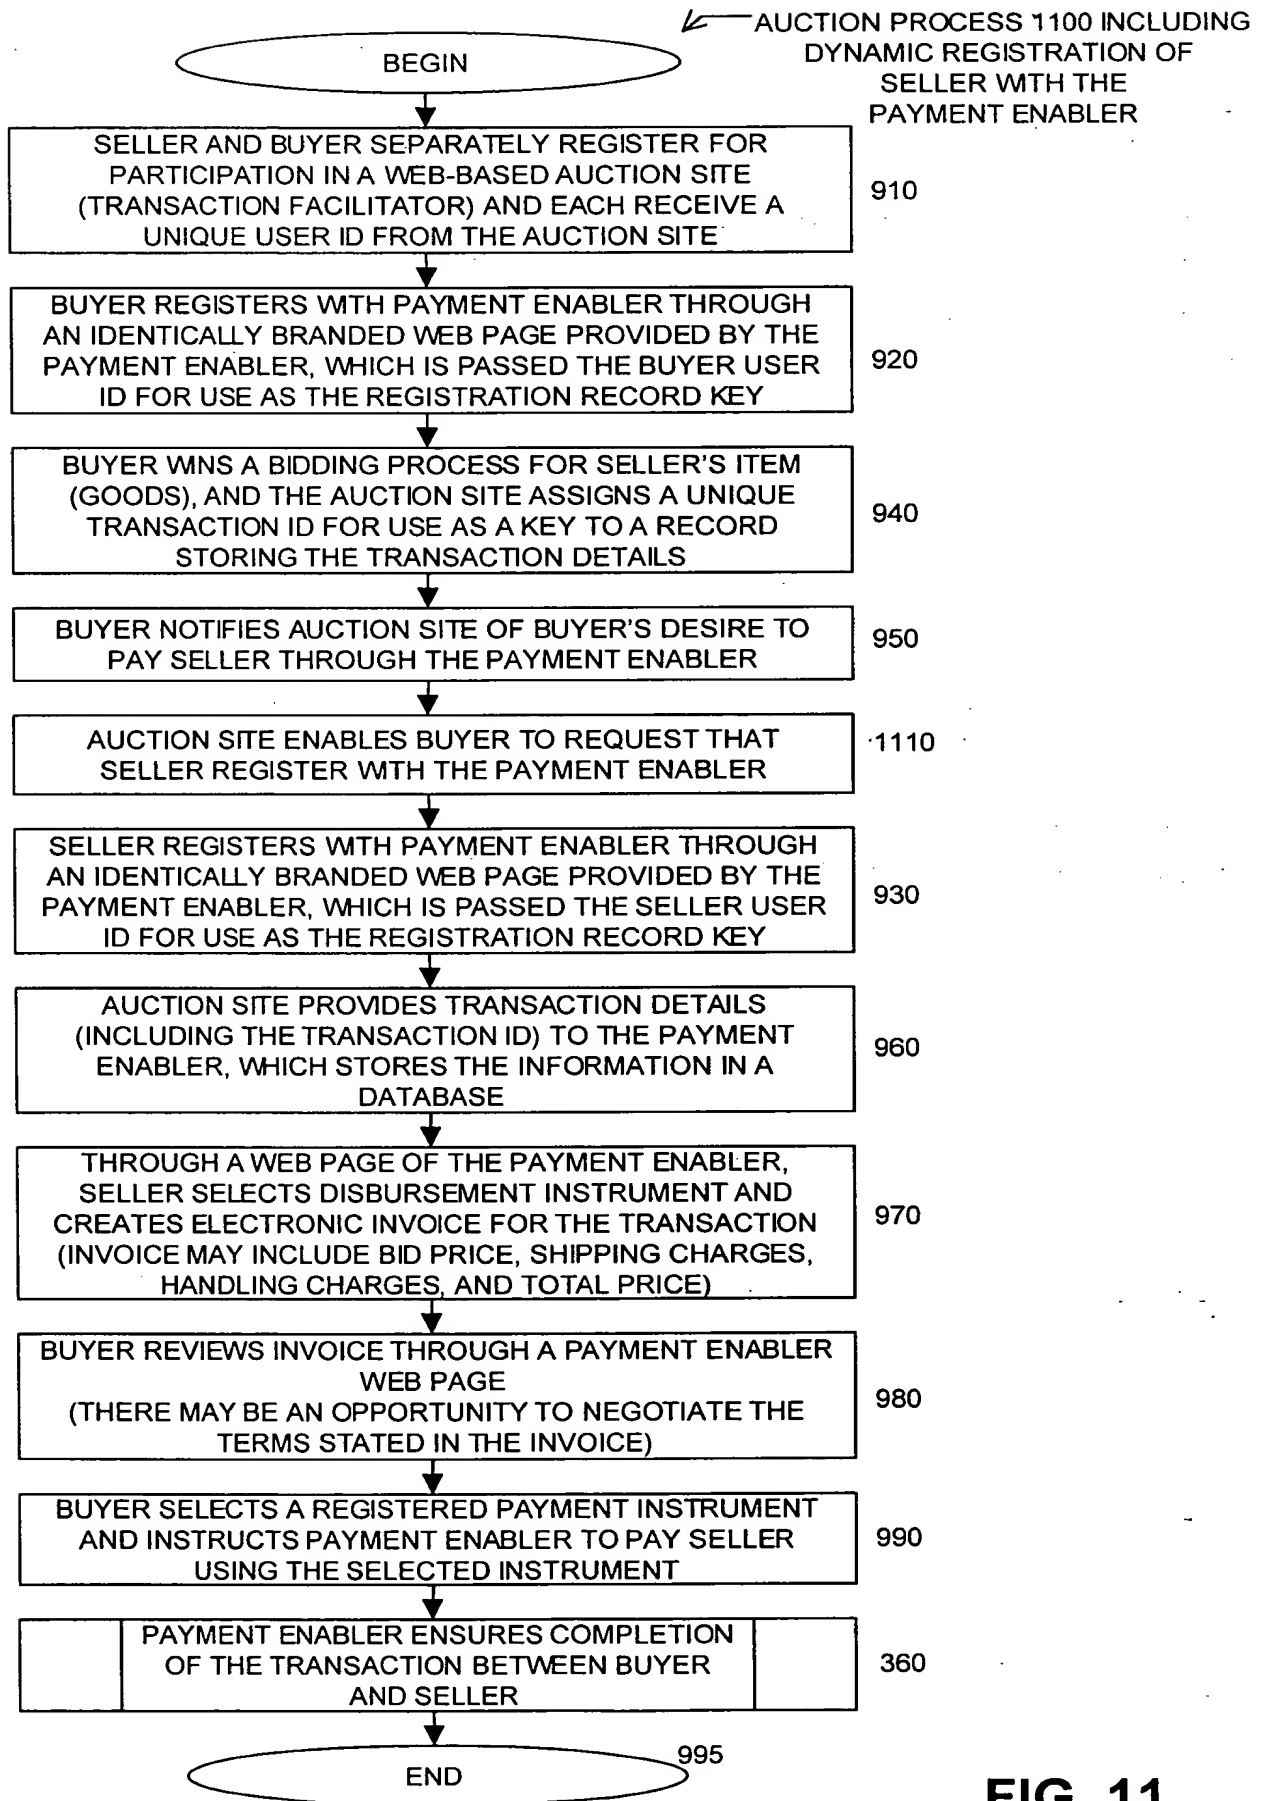 AUCTION PROCESS 1100 INCLUDING
DYNAMIC REGISTRATION OF
SELLER WITH THE
PAYMENT ENABLER
BEGIN
SELLER AND BUYER SEPARATELY REGISTER FOR
PARTICIPATION IN A WEB-BASED AUCTION SITE
(TRANSACTION FACILITATOR) AND EACH RECEIVE A
UNIQUE USER ID FROM THE AUCTION SITE
910
BUYER REGISTERS WITH PAYMENT ENABLER THROUGH
AN IDENTICALLY BRANDED WEB PAGE PROVIDED BY THE
PAYMENT ENABLER, WHICH IS PASSED THE BUYER USER
ID FOR USE AS THE REGISTRATION RECORD KEY
920
BUYER WINS A BIDDING PROCESS FOR SELLER'S ITEM
(GOODS), AND THE AUCTION SITE ASSIGNS A UNIQUE
TRANSACTION ID FOR USE AS A KEY TO A RECORD
STORING THE TRANSACTION DETAILS
940
BUYER NOTIFIES AUCTION SITE OF BUYER'S DESIRE TO
PAY SELLER THROUGH THE PAYMENT ENABLER
950
AUCTION SITE ENABLES BUYER TO REQUEST THAT
SELLER REGISTER WITH THE PAYMENT ENABLER
1110
SELLER REGISTERS WITH PAYMENT ENABLER THROUGH
AN IDENTICALLY BRANDED WEB PAGE PROVIDED BY THE
PAYMENT ENABLER, WHICH IS PASSED THE SELLER USER
ID FOR USE AS THE REGISTRATION RECORD KEY
930
AUCTION SITE PROVIDES TRANSACTION DETAILS
(INCLUDING THE TRANSACTION ID) TO THE PAYMENT
ENABLER, WHICH STORES THE INFORMATION IN A
DATABASE
960
THROUGH A WEB PAGE OF THE PAYMENT ENABLER,
SELLER SELECTS DISBURSEMENT INSTRUMENT AND
CREATES ELECTRONIC INVOICE FOR THE TRANSACTION
(INVOICE MAY INCLUDE BID PRICE, SHIPPING CHARGES,
HANDLING CHARGES, AND TOTAL PRICE)
970
BUYER REVIEWS INVOICE THROUGH A PAYMENT ENABLER
WEB PAGE
(THERE MAY BE AN OPPORTUNITY TO NEGOTIATE THE
TERMS STATED IN THE INVOICE)
980
BUYER SELECTS A REGISTERED PAYMENT INSTRUMENT
AND INSTRUCTS PAYMENT ENABLER TO PAY SELLER
USING THE SELECTED INSTRUMENT
990
PAYMENT ENABLER ENSURES COMPLETION
OF THE TRANSACTION BETWEEN BUYER
AND SELLER
360
END
995
FIG. 11